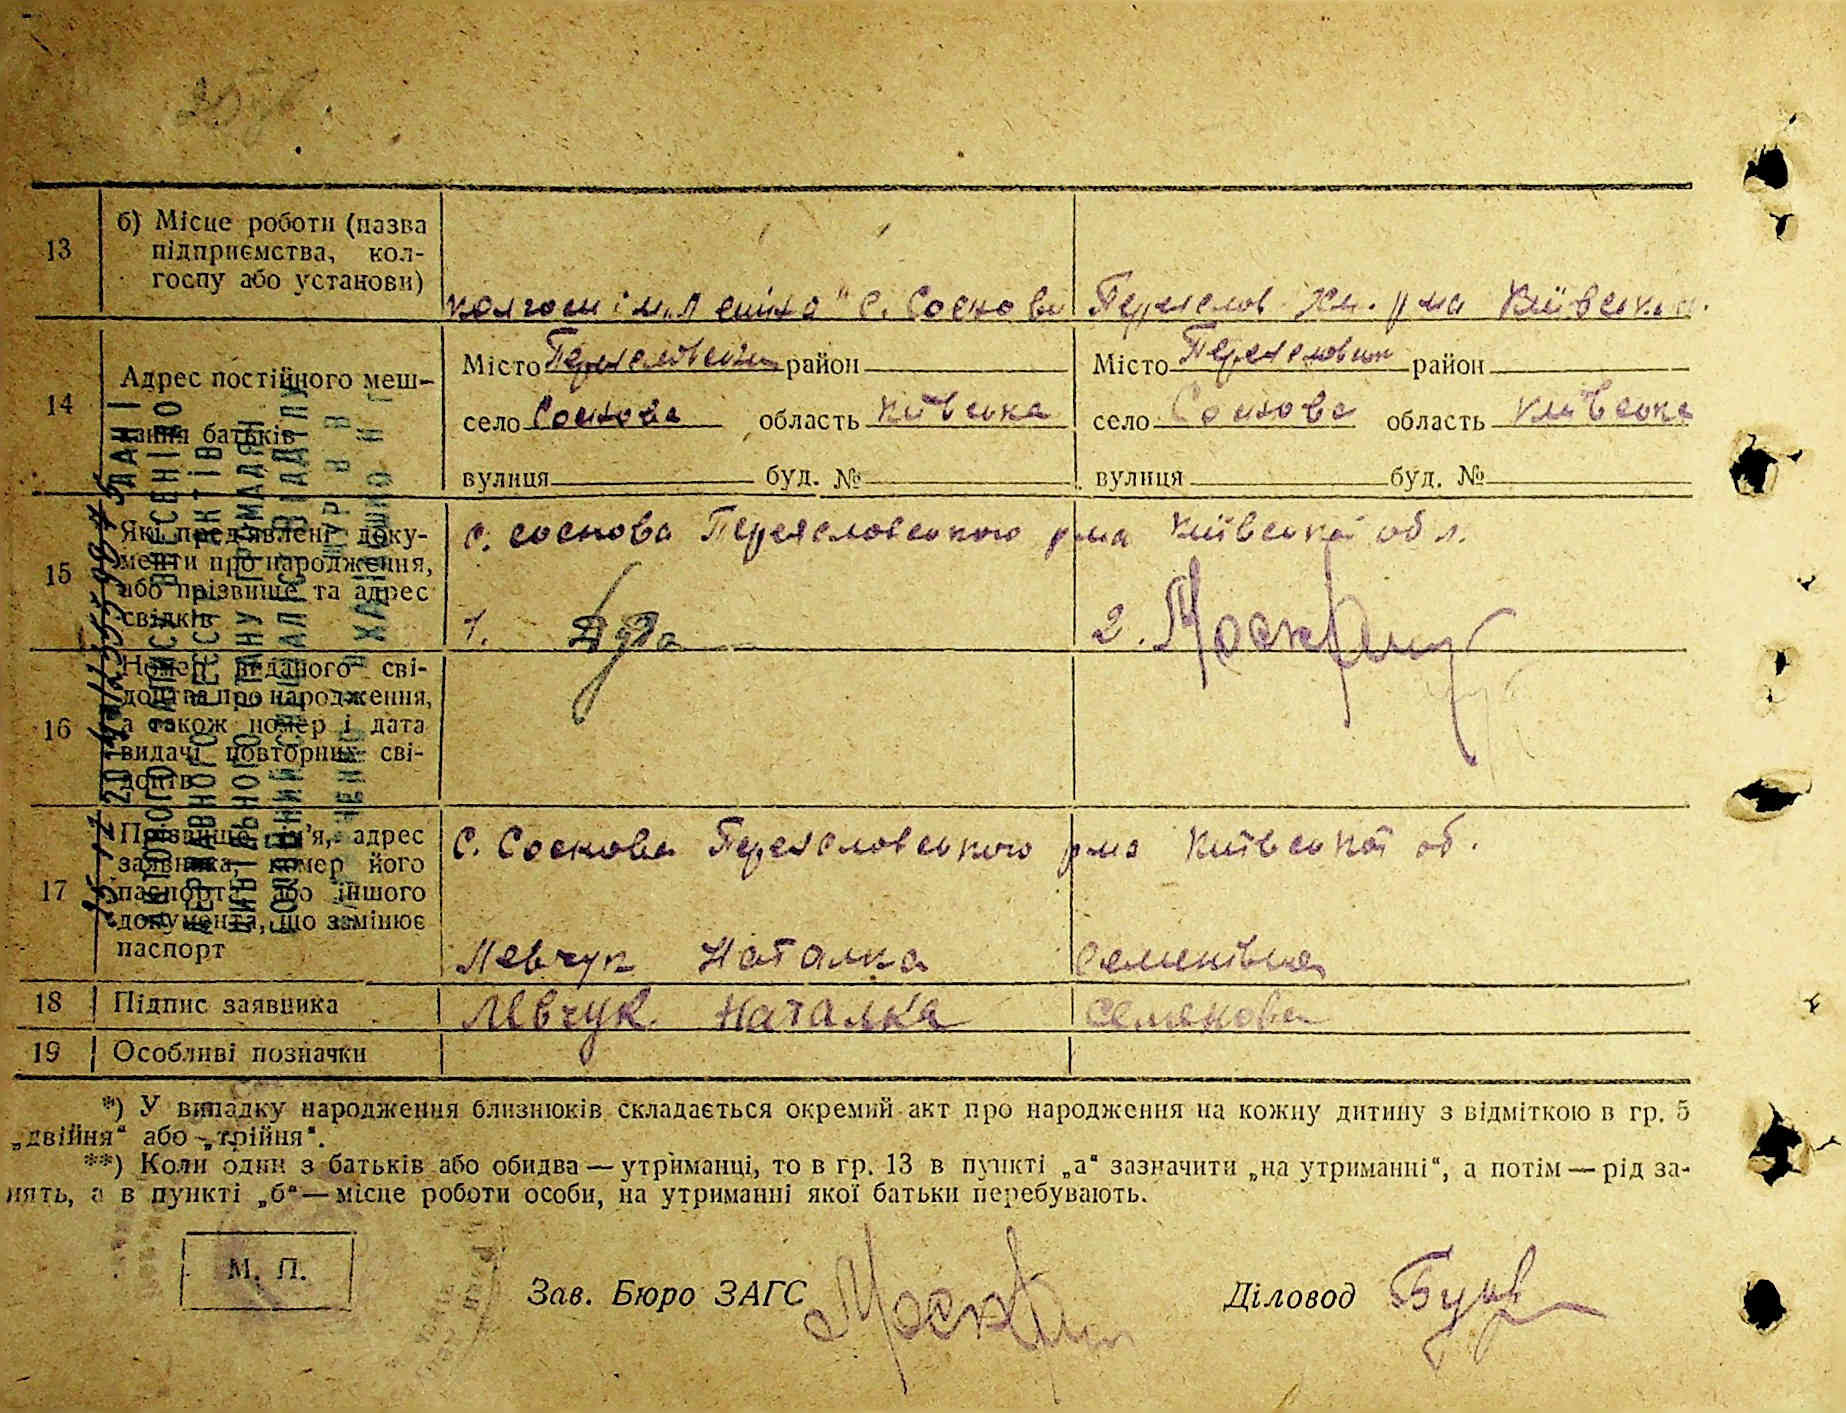 13
б) Місце роботи (назва
підприємства, кол-
госпу або установи)
колгосп ім. Леніна" с. Соснови Переяслов Хм. р-на Київська
14
Адрес постійного меш-
кання батьків
Місто Переяславський район
село Соснова область Київська
вулиця буд. №
Місто Переяславськ район
село Соснова область Київська
вулиця буд. №
15
Які пред'явлені доку-
менти про народження,
або прізвище та адрес
свідків
с. соснова Переяславського р-на Київської обл.
1.
2.
16
Номер виданого сві-
доцтва про народження,
а також номер і дата
видачі повторних сві-
доцтв
17
Прізвище, ім'я, адрес
заявника, номер його
паспорта або іншого
документа, що замінює
паспорт
с. Соснова Переяславського р-на Київської об.
Левчук Наталка Семенівна
18 Підпис заявника
Левчук Наталка Семенова
19 Особливі позначки
*) У випадку народження близнюків складається окремий акт про народження на кожну дитину з відміткою в гр. 5
„двійня" або „трійня".
**) Коли один з батьків або обидва — утриманці, то в гр. 13 в пункті „а" зазначити „на утриманні", а потім — рід за-
нять, а в пункті „б" — місце роботи особи, на утриманні якої батьки перебувають.
М. П.
Зав. Бюро ЗАГС
Діловод